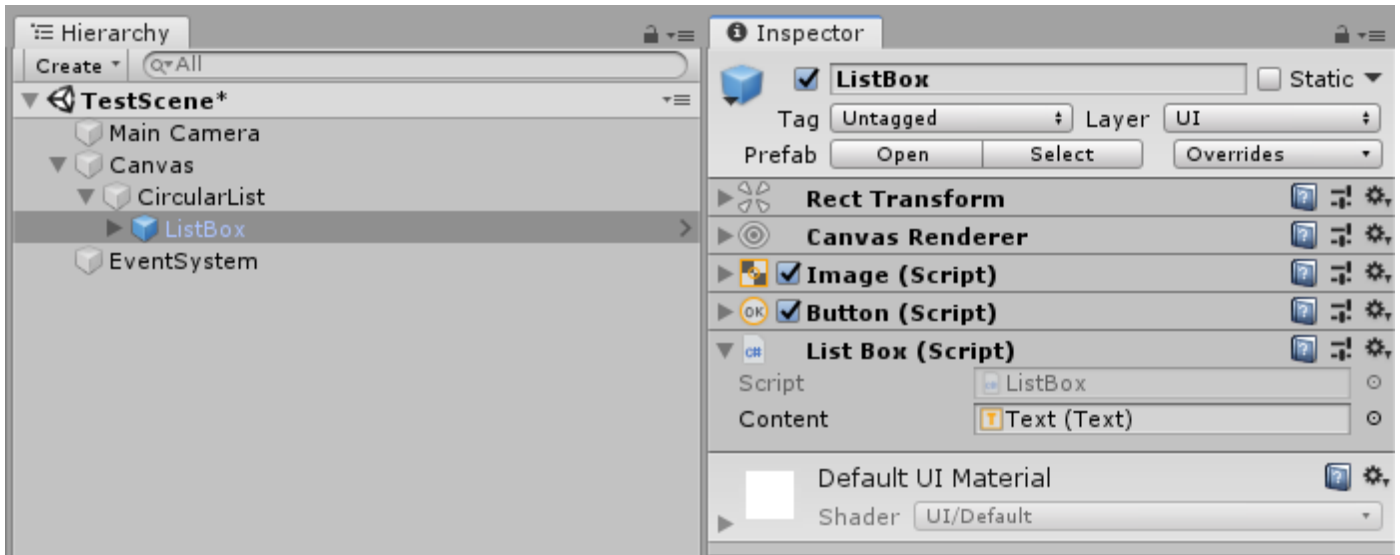 Hierarchy
Create
All
TestScene*
Main Camera
Canvas
CircularList
ListBox
EventSystem
Inspector
ListBox
Static
Tag Untagged Layer UI
Prefab Open Select Overrides
Rect Transform
Canvas Renderer
Image (Script)
OK Button (Script)
c# List Box (Script)
Script ListBox
Content T Text (Text)
Default UI Material
Shader UI/Default